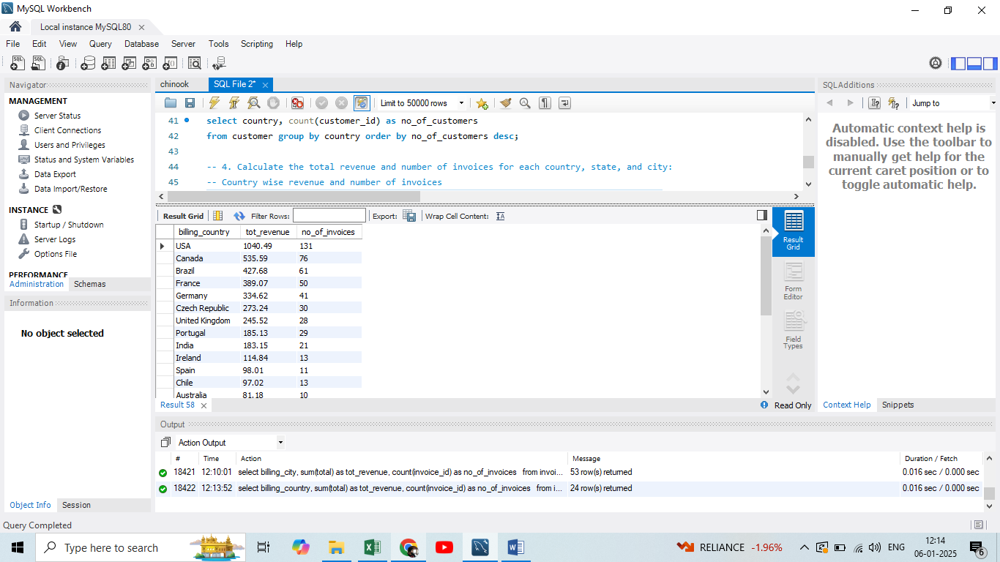 MySQL Workbench
Local instance MySQL80
File Edit View Query Database Server Tools Scripting Help
Navigator
MANAGEMENT
Server Status
Client Connections
Users and Privileges
Status and System Variables
Data Export
Data Import/Restore
INSTANCE
Startup / Shutdown
Server Logs
Options File
PERFORMANCE
Administration Schemas
Information
No object selected
Object Info Session
Query Completed
chinook SQL File 2*
Limit to 50000 rows
41 select country, count(customer_id) as no_of_customers
42 from customer group by country order by no_of_customers desc;
43
44 -- 4. Calculate the total revenue and number of invoices for each country, state, and city:
45 -- Country wise revenue and number of invoices
Result Grid Filter Rows: Export: Wrap Cell Content:
billing_country tot_revenue no_of_invoices
USA 1040.49 131
Canada 535.59 76
Brazil 427.68 61
France 389.07 50
Germany 334.62 41
Czech Republic 273.24 30
United Kingdom 245.52 28
Portugal 185.13 29
India 183.15 21
Ireland 114.84 13
Spain 98.01 11
Chile 97.02 13
Australia 81.18 10
Result Grid
Form Editor
Field Types
Result 58 Read Only
SQLAdditions
Jump to
Automatic context help is
disabled. Use the toolbar to
manually get help for the
current caret position or to
toggle automatic help.
Context Help Snippets
Output
Action Output
# Time Action Message Duration / Fetch
18421 12:10:01 select billing_city, sum(total) as tot_revenue, count(invoice_id) as no_of_invoices from invoi... 53 row(s) returned 0.016 sec / 0.000 sec
18422 12:13:52 select billing_country, sum(total) as tot_revenue, count(invoice_id) as no_of_invoices from i... 24 row(s) returned 0.016 sec / 0.000 sec
Type here to search
RELIANCE -1.96%
ENG
12:14
06-01-2025
6